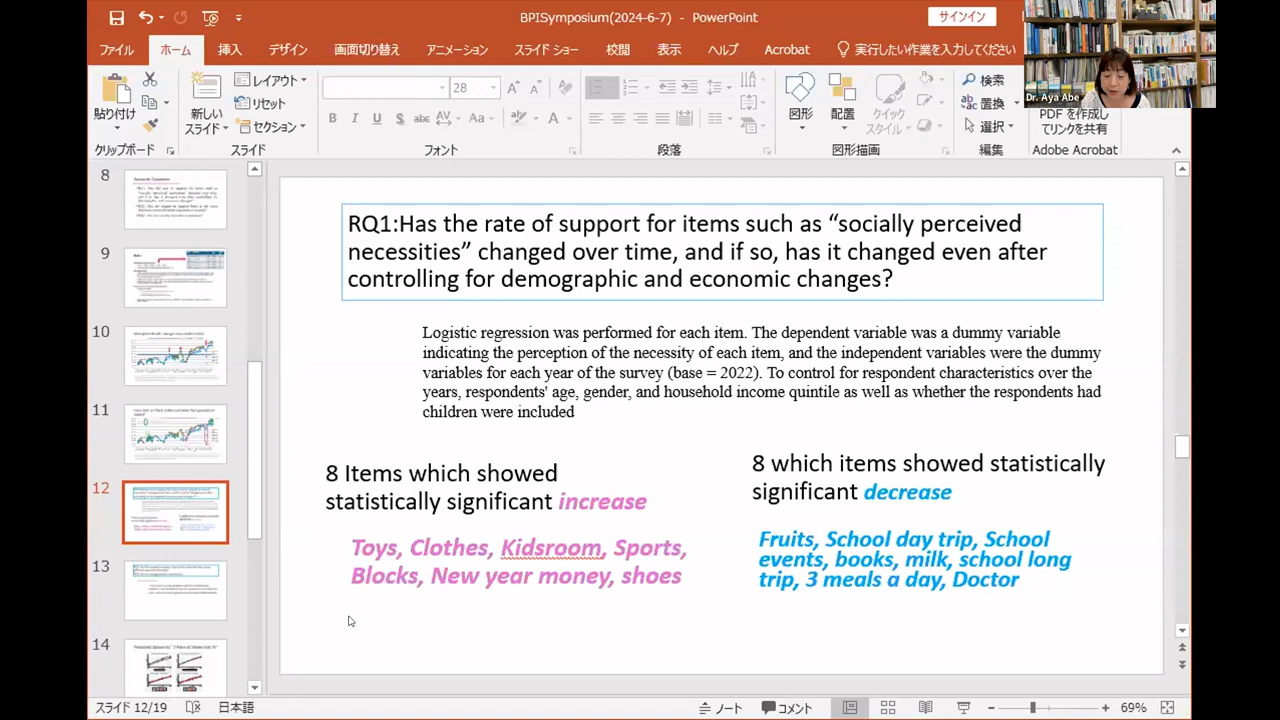 BPISymposium(2024-6-7) - PowerPoint
サインイン
ファイル ホーム 挿入 デザイン 画面切り替え アニメーション スライド ショー 校閲 表示 ヘルプ Acrobat 実行したい作業を入力してください
貼り付け
クリップボード
新しい
スライド
レイアウト
リセット
セクション
スライド
28
フォント
段落
図形
配置
クイック
スタイル
図形描画
検索
置換
選択
編集
Dr. Aya Abe
PDF を作成し
てリンクを共有
Adobe Acrobat
8
9
10
11
12
13
14
RQ1:Has the rate of support for items such as “socially perceived
necessities” changed over time, and if so, has it changed even after
controlling for demographic and economic changes?
Logistic regression was performed for each item. The dependent variable was a dummy variable
indicating the perception of the necessity of each item, and the independent variables were the dummy
variables for each year of the survey (base = 2022). To control for respondent characteristics over the
years, respondents' age, gender, and household income quintile as well as whether the respondents had
children were included
8 Items which showed
statistically significant increase
Toys, Clothes, Kidsroom, Sports,
Blocks, New year money, shoes
8 which items showed statistically
significant decrease
Fruits, School day trip, School
events, books, milk, school long
trip, 3 meals a day, Doctor
スライド 12/19 日本語
ノート コメント 69%